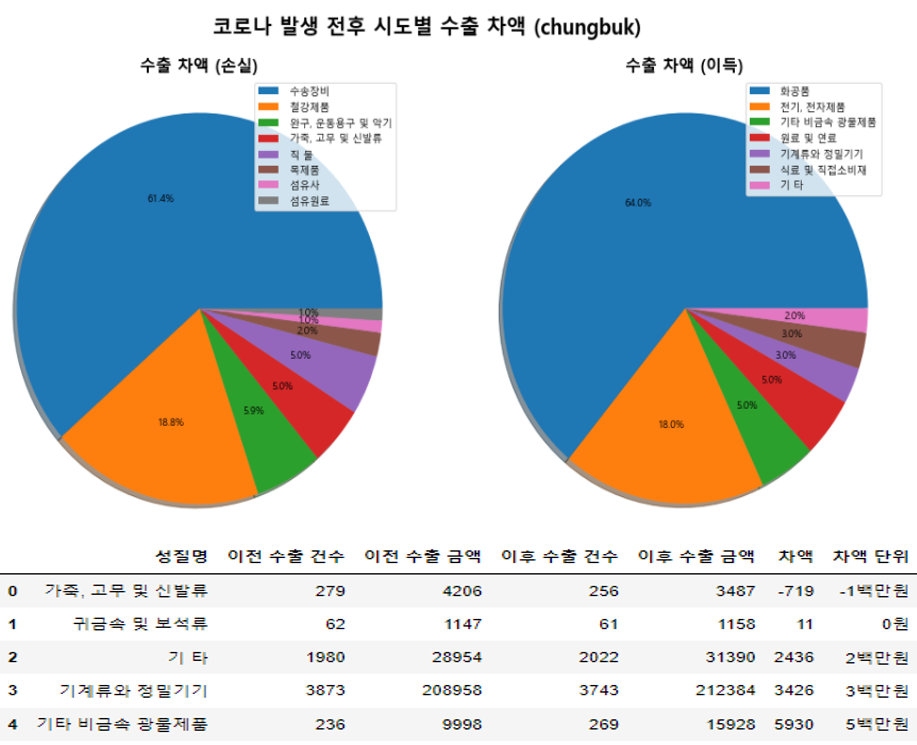 코로나 발생 전후 시도별 수출 차액 (chungbuk)
수출 차액 (손실)
수송장비
철강제품
완구, 운동용구 및 악기
가죽, 고무 및 신발류
직 물
목제품
섬유사
섬유원료
61.4%
18.8%
5.9%
5.0%
5.0%
2.0%
1.0%
1.0%
수출 차액 (이득)
화공품
전기, 전자제품
기타 비금속 광물제품
원료 및 연료
기계류와 정밀기기
식료 및 직접소비재
기 타
64.0%
18.0%
5.0%
5.0%
3.0%
3.0%
2.0%
성질명 이전 수출 건수 이전 수출 금액 이후 수출 건수 이후 수출 금액 차액 차액 단위
0 가죽, 고무 및 신발류 279 4206 256 3487 -719 -1백만원
1 귀금속 및 보석류 62 1147 61 1158 11 0원
2 기 타 1980 28954 2022 31390 2436 2백만원
3 기계류와 정밀기기 3873 208958 3743 212384 3426 3백만원
4 기타 비금속 광물제품 236 9998 269 15928 5930 5백만원